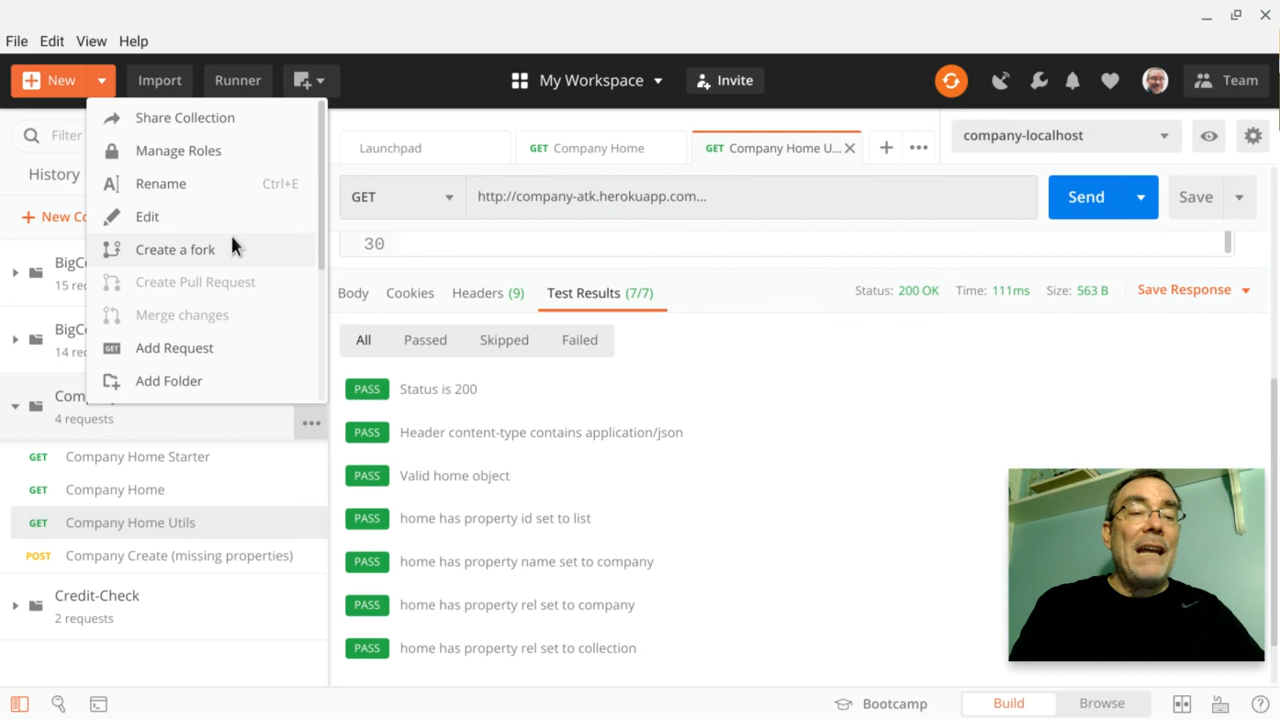 File Edit View Help
New Import Runner My Workspace Invite Team
Share Collection
Manage Roles
Rename Ctrl+E
Edit
Create a fork
Create Pull Request
Merge changes
Add Request
Add Folder
Filter
History
New Co
BigC
15 re
BigC
14 re
Com
4 requests
GET Company Home Starter
GET Company Home
GET Company Home Utils
POST Company Create (missing properties)
Credit-Check
2 requests
Launchpad GET Company Home GET Company Home U... company-localhost
GET http://company-atk.herokuapp.com... Send Save
30
Body Cookies Headers (9) Test Results (7/7) Status: 200 OK Time: 111ms Size: 563 B Save Response
All Passed Skipped Failed
PASS Status is 200
PASS Header content-type contains application/json
PASS Valid home object
PASS home has property id set to list
PASS home has property name set to company
PASS home has property rel set to company
PASS home has property rel set to collection
Bootcamp Build Browse